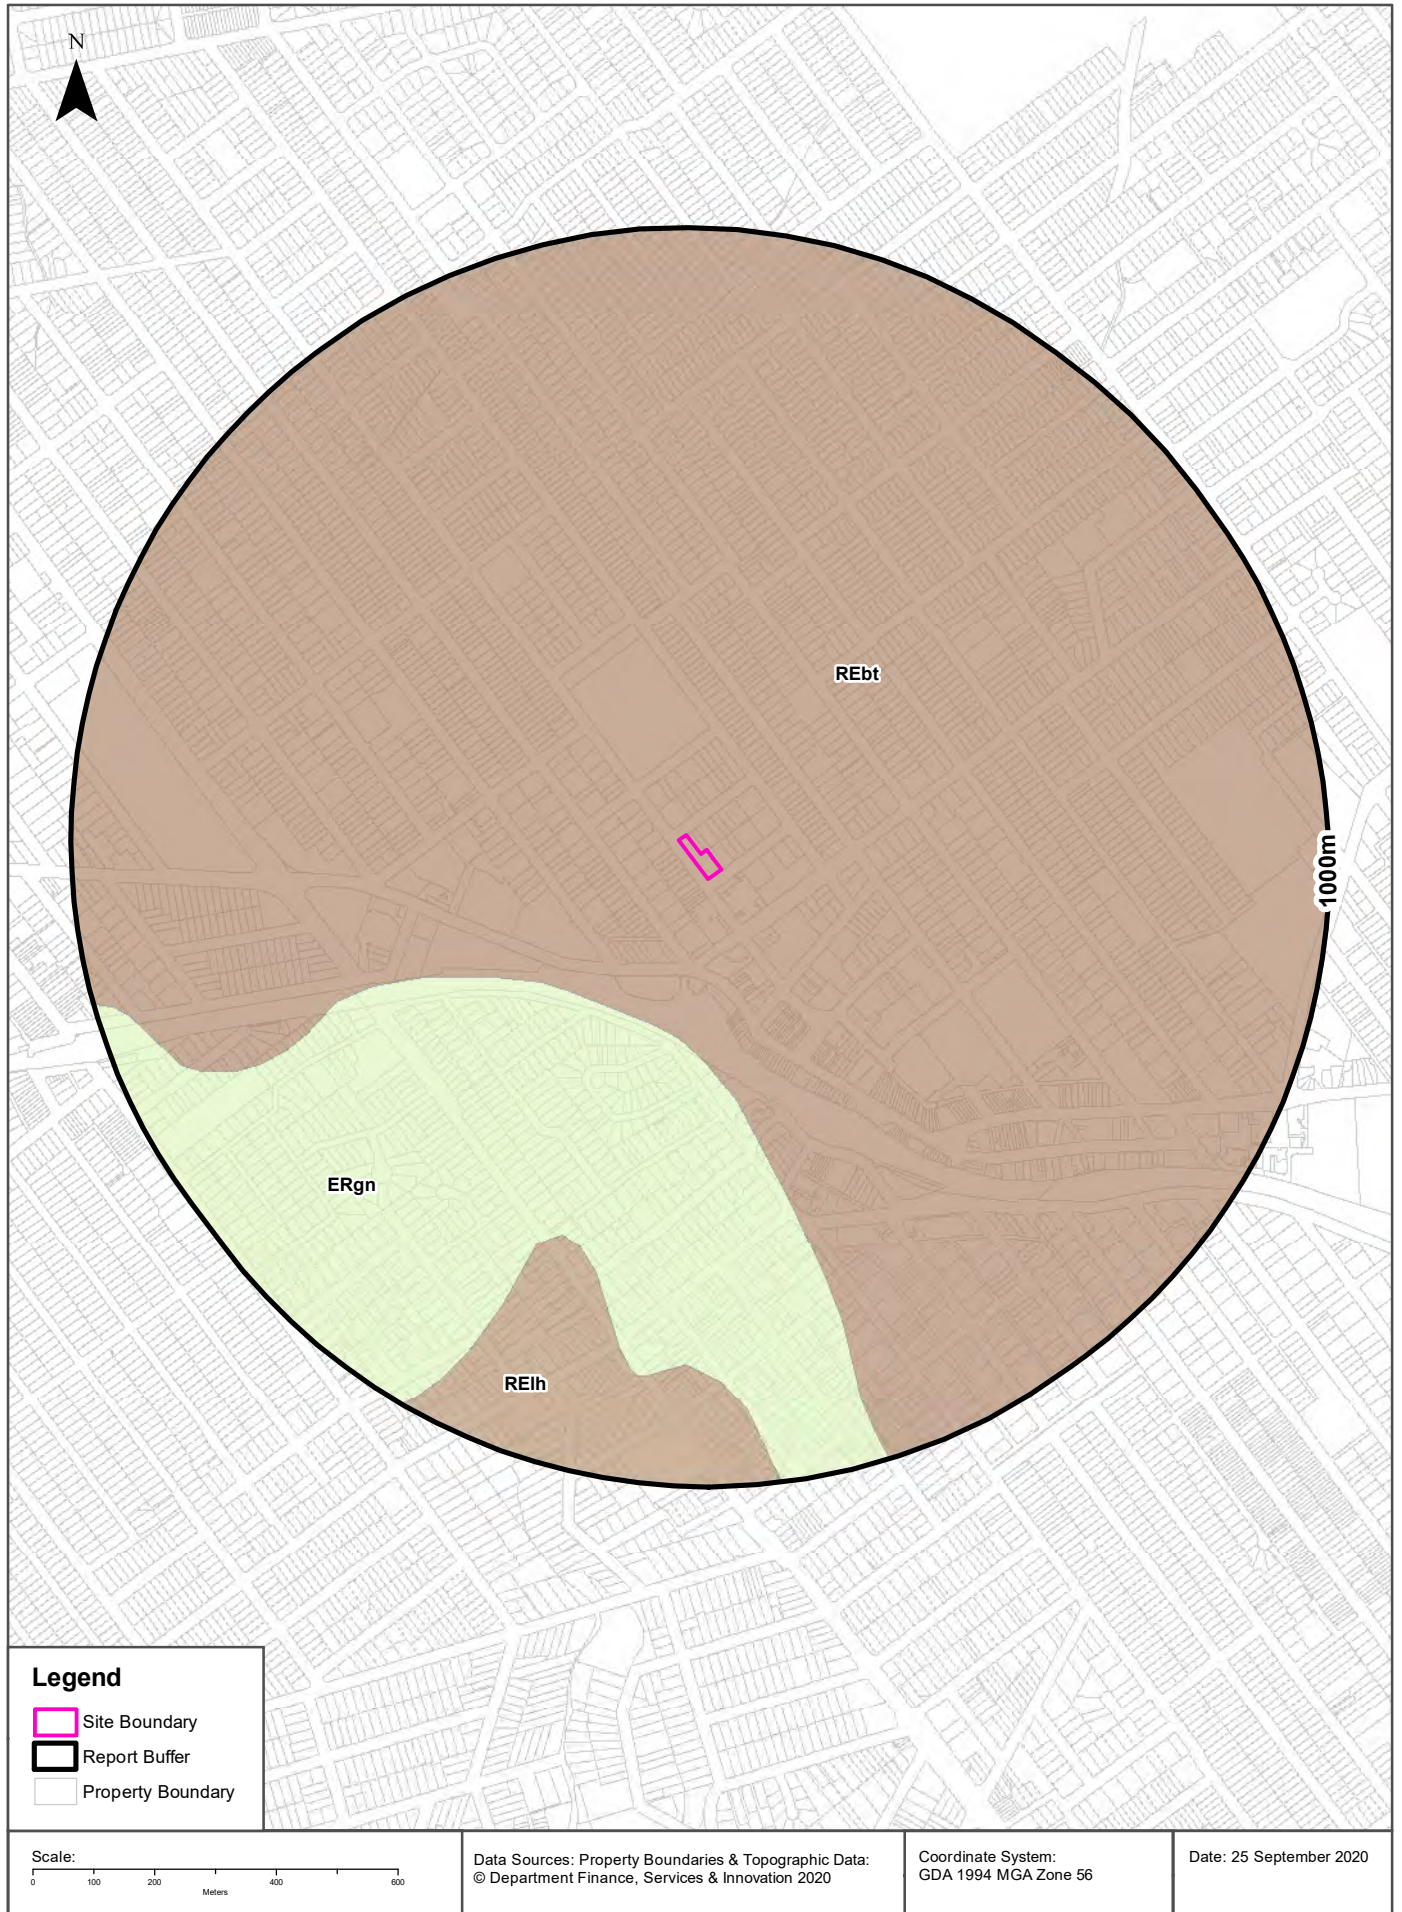 N
REbt
1000m
ERgn
RElh
Legend
Site Boundary
Report Buffer
Property Boundary
Scale:
0 100 200 400 600
Meters
Data Sources: Property Boundaries & Topographic Data:
© Department Finance, Services & Innovation 2020
Coordinate System:
GDA 1994 MGA Zone 56
Date: 25 September 2020